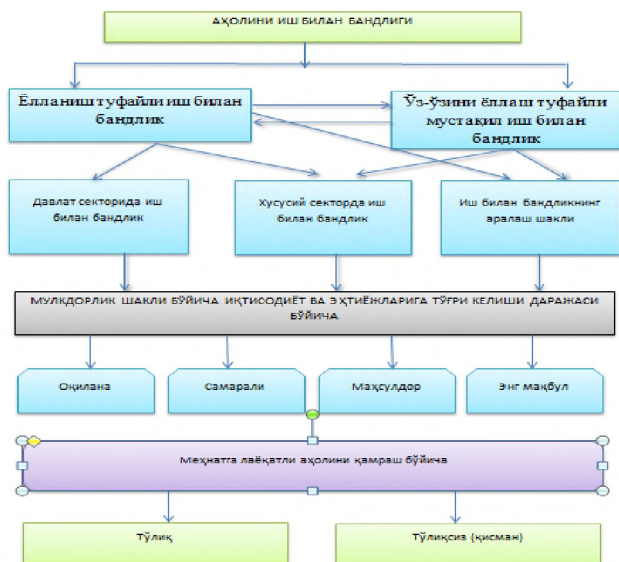 АҲОЛИНИ ИШ БИЛАН БАНДЛИГИ
Ёлланиш туфайли иш билан
бандлик
Ўз-ўзини ёллаш туфайли
мустақил иш билан
бандлик
Давлат секторида иш
билан бандлик
Хусусий секторда иш
билан бандлик
Иш билан бандликнинг
аралаш шакли
МУЛКДОРЛИК ШАКЛИ БЎЙИЧА ИҚТИСОДИЁТ ВА ЭҲТИЁЖЛАРИГА ТЎҒРИ КЕЛИШИ ДАРАЖАСИ
БЎЙИЧА
Оқилана
Самарали
Маҳсулдор
Энг мақбул
Меҳнатга лаёқатли аҳолини қамраш бўйича
Тўлиқ
Тўлиқсиз (қисман)